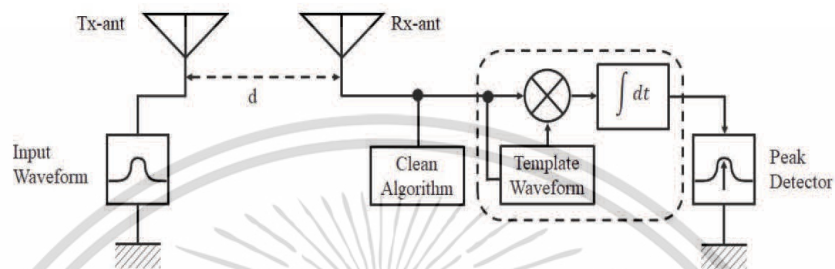 Tx-ant
Rx-ant
d
∫ dt
Input
Waveform
Clean
Algorithm
Template
Waveform
Peak
Detector